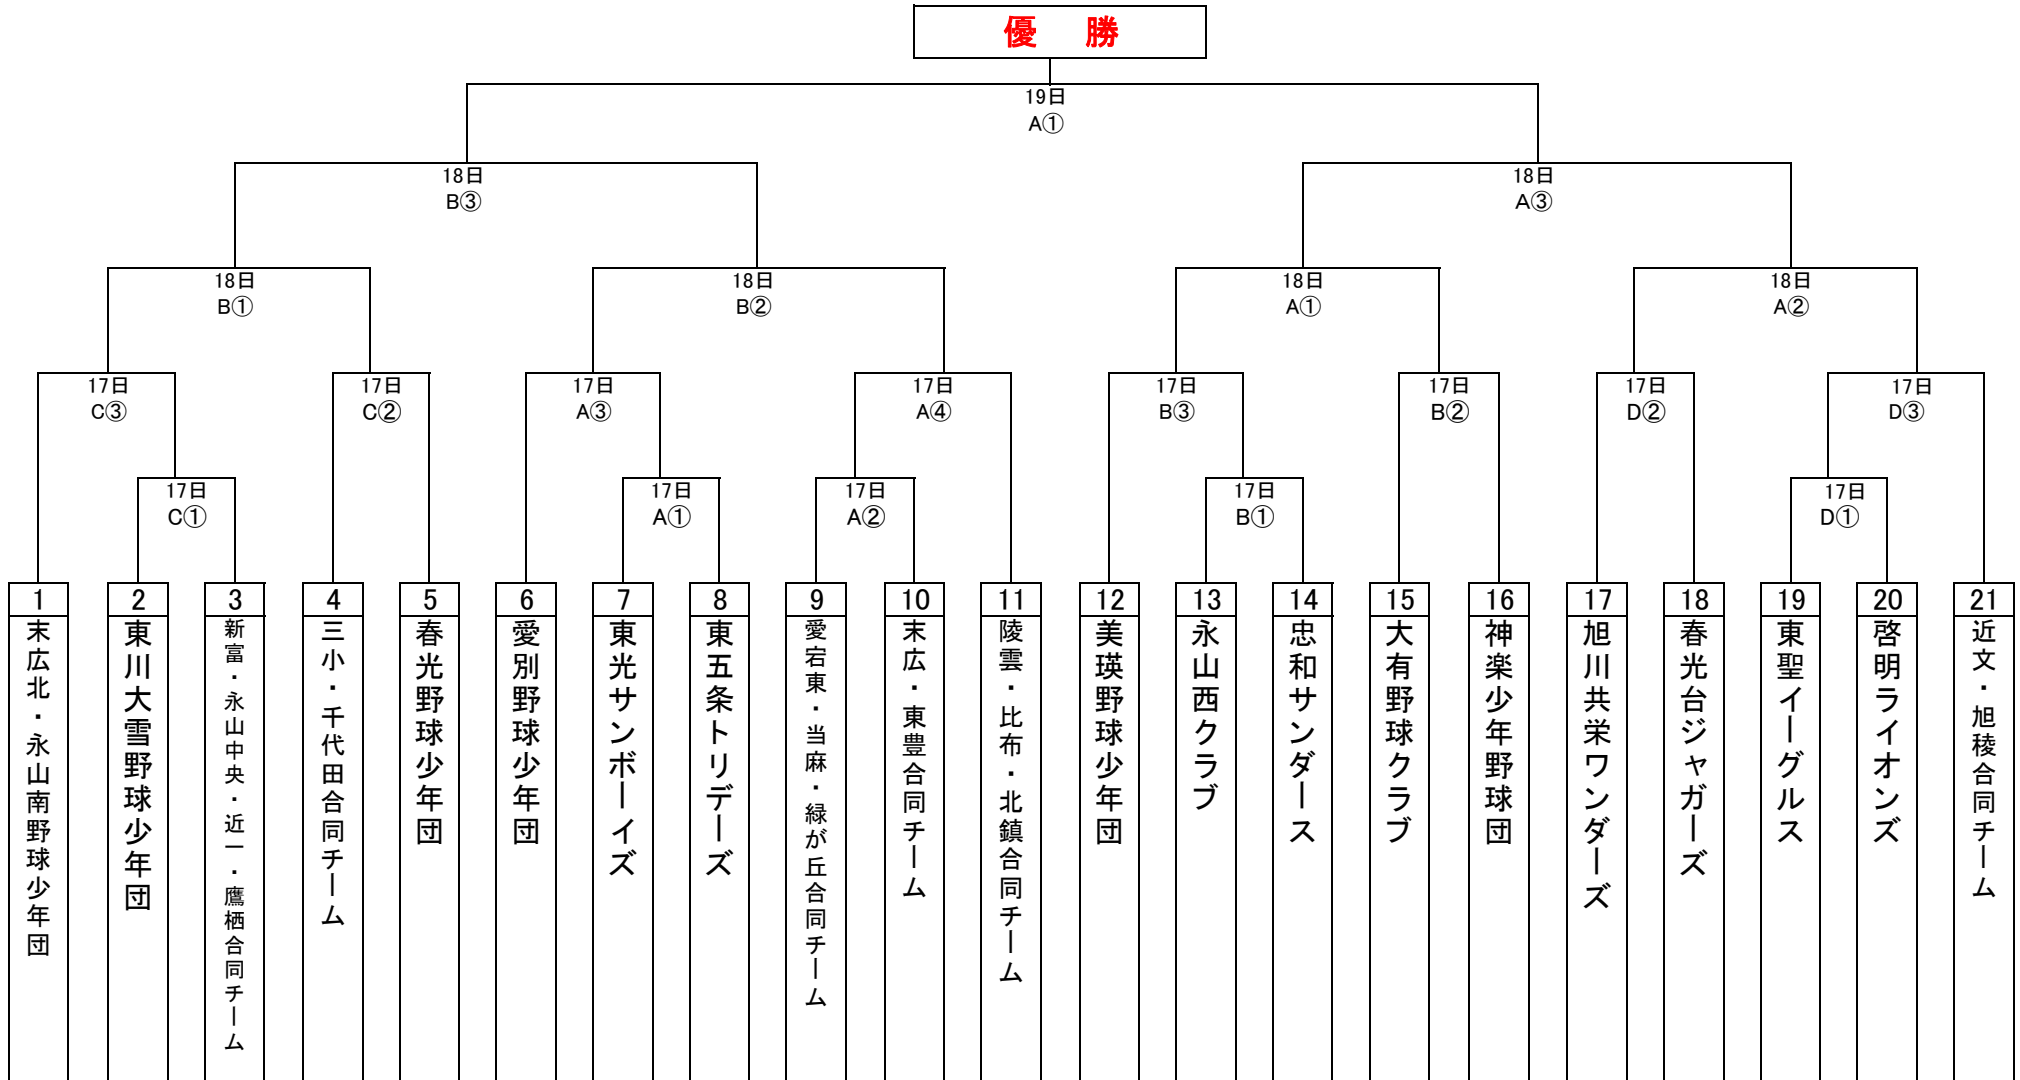 優　勝
19日
A①
18日
B③
18日
A③
18日
B①
18日
B②
18日
A①
18日
A②
17日
C③
17日
C②
17日
A③
17日
A④
17日
B③
17日
B②
17日
D②
17日
D③
17日
C①
17日
A①
17日
A②
17日
B①
17日
D①
1
末広北・永山南野球少年団
2
東川大雪野球少年団
3
新富・永山中央・近一・鷹栖合同チーム
4
三小・千代田合同チーム
5
春光野球少年団
6
愛別野球少年団
7
東光サンボーイズ
8
東五条トリデーズ
9
愛宕東・当麻・緑が丘合同チーム
10
末広・東豊合同チーム
11
陵雲・比布・北鎮合同チーム
12
美瑛野球少年団
13
永山西クラブ
14
忠和サンダース
15
大有野球クラブ
16
神楽少年野球団
17
旭川共栄ワンダーズ
18
春光台ジャガーズ
19
東聖イーグルス
20
啓明ライオンズ
21
近文・旭稜合同チーム